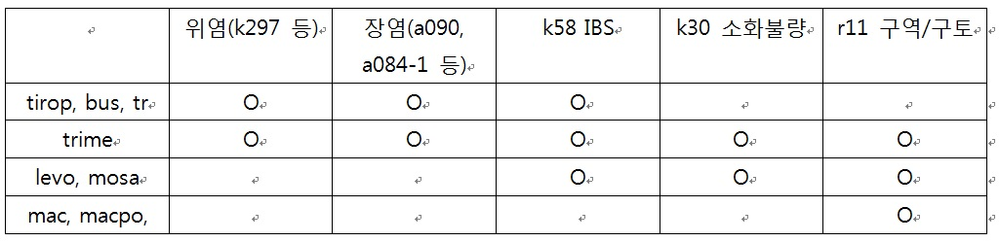 위염(k297 등) 장염(a090, k58 IBS k30 소화불량 r11 구역/구토
a084-1 등)
tirop, bus, tr O O O
trime O O O O O
levo, mosa O O O
mac, macpo, O